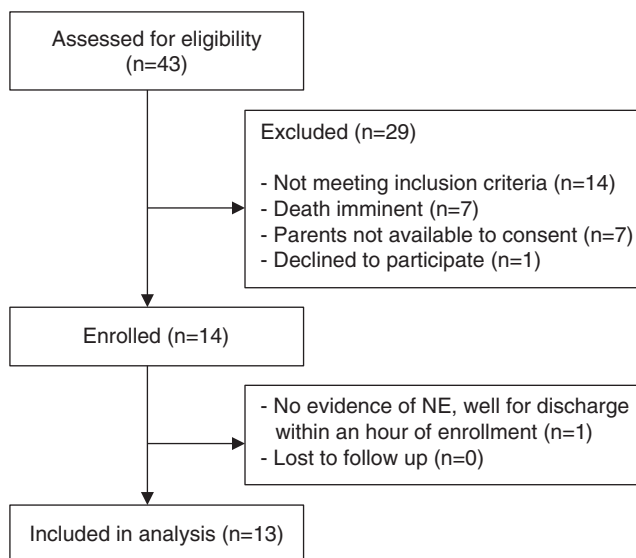 Assessed for eligibility
(n=43)
Excluded (n=29)
- Not meeting inclusion criteria (n=14)
- Death imminent (n=7)
- Parents not available to consent (n=7)
- Declined to participate (n=1)
Enrolled (n=14)
- No evidence of NE, well for discharge
within an hour of enrollment (n=1)
- Lost to follow up (n=0)
Included in analysis (n=13)